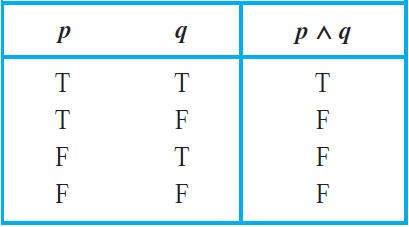 p q p ∧ q
T T T
T F F
F T F
F F F